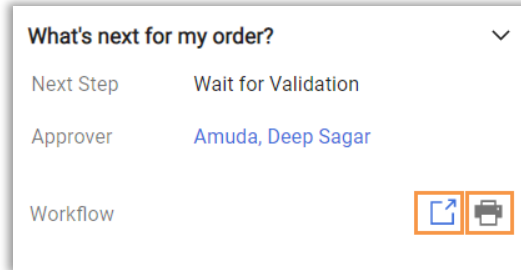 What's next for my order?
Next Step Wait for Validation
Approver Amuda, Deep Sagar
Workflow